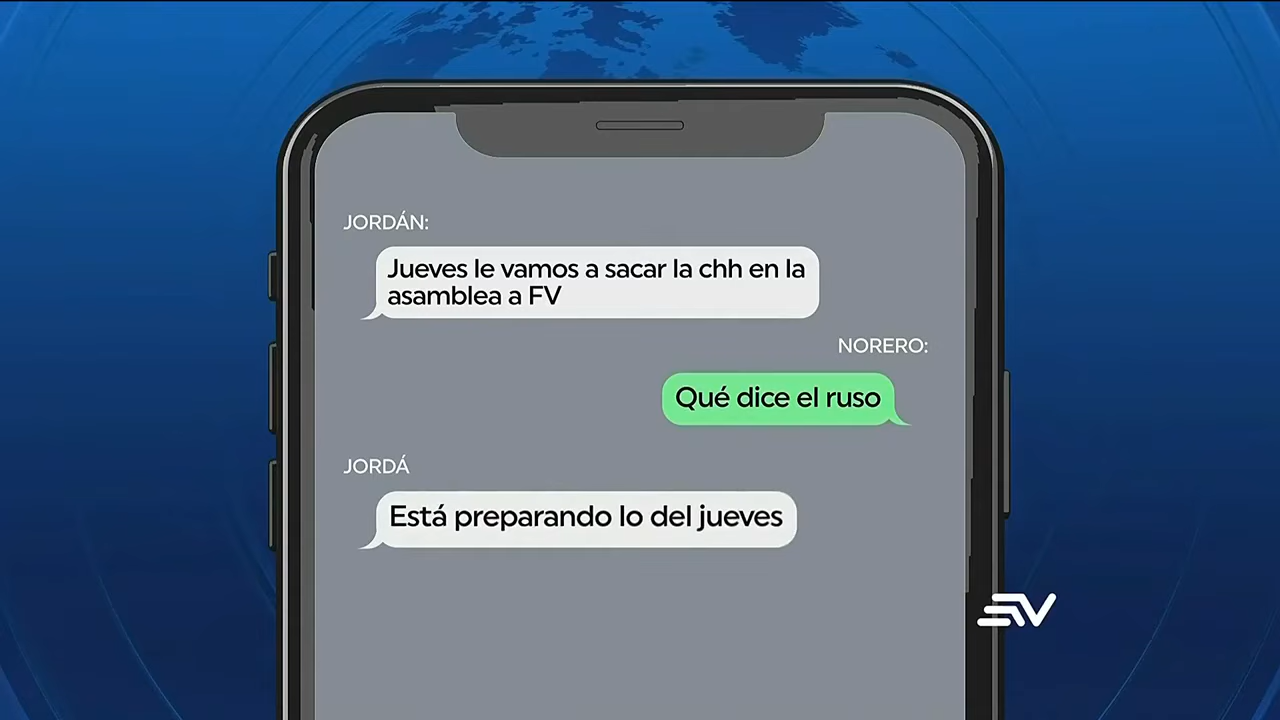 JORDÁN:
Jueves le vamos a sacar la chh en la
asamblea a FV
NORERO:
Qué dice el ruso
JORDÁ
Está preparando lo del jueves